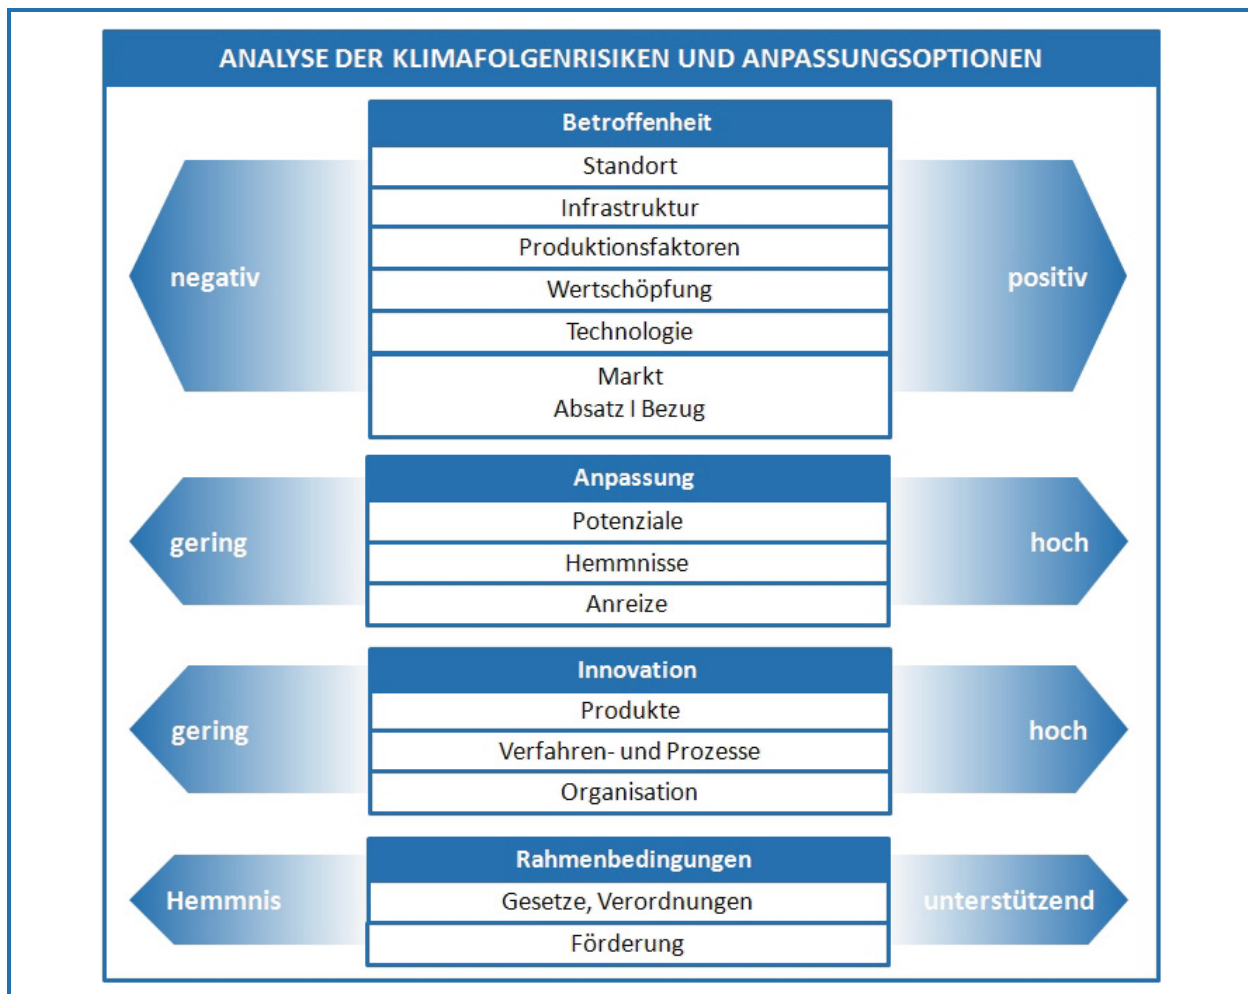 ANALYSE DER KLIMAFOLGENRISIKEN UND ANPASSUNGSOPTIONEN
Betroffenheit
Standort
Infrastruktur
Produktionsfaktoren
negativ
Wertschöpfung
positiv
Technologie
Markt
Absatz I Bezug
Anpassung
Potenziale
gering
Hemmnisse
hoch
Anreize
Innovation
Produkte
gering
Verfahren- und Prozesse
hoch
Organisation
Rahmenbedingungen
Hemmnis
Gesetze, Verordnungen
unterstützend
Förderung